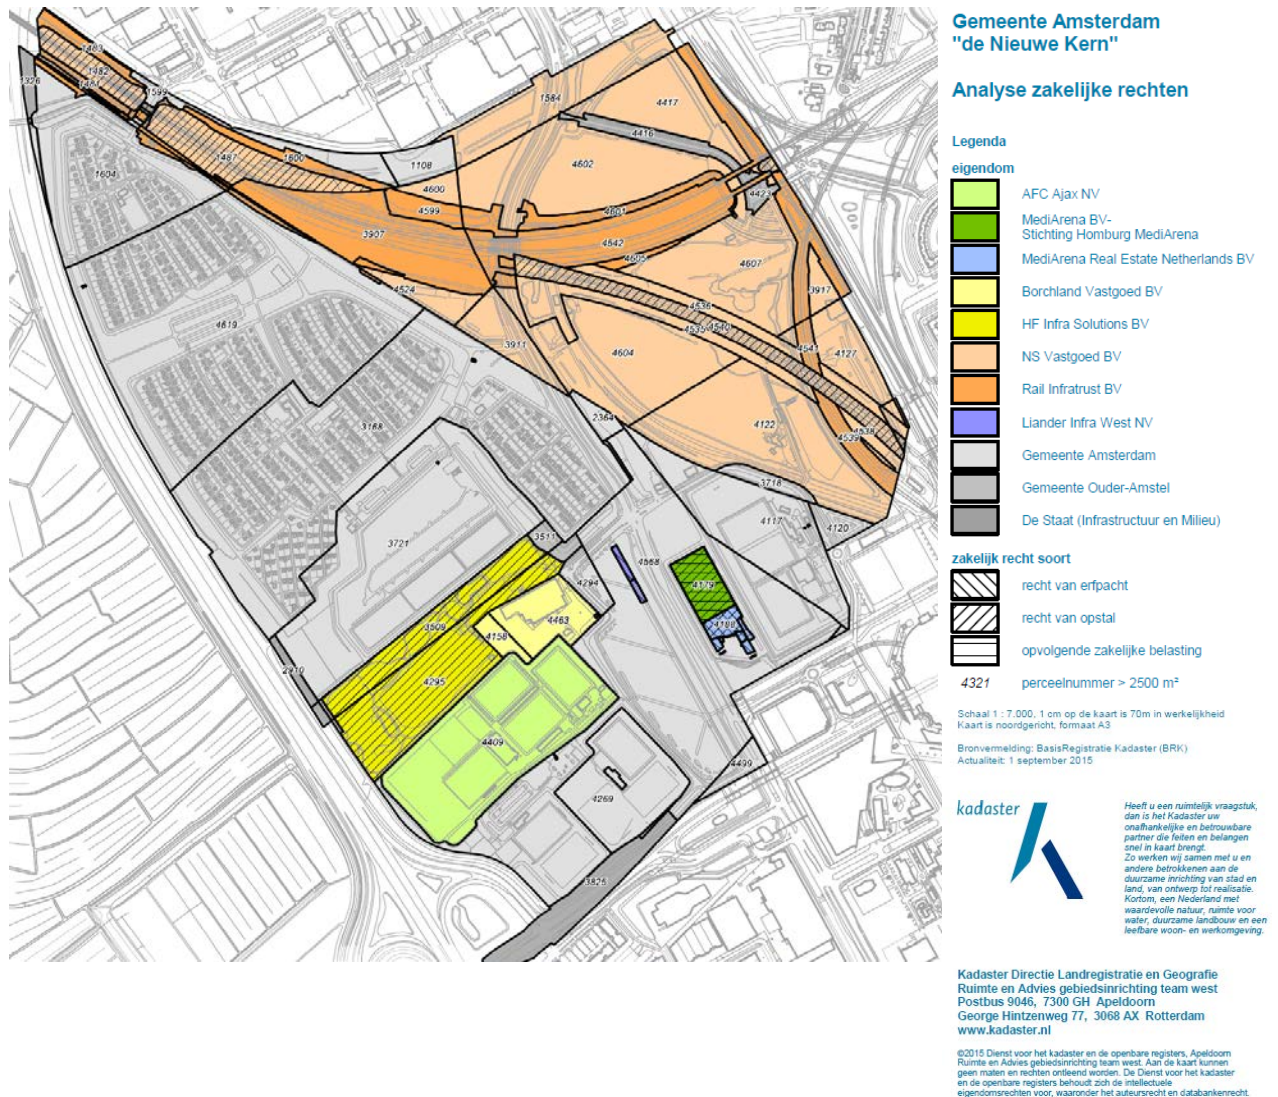 Gemeente Amsterdam
"de Nieuwe Kern"
Analyse zakelijke rechten
Legenda
eigendom
AFC Ajax NV
MediArena BV-
Stichting Homburg MediArena
MediArena Real Estate Netherlands BV
Borchland Vastgoed BV
HF Infra Solutions BV
NS Vastgoed BV
Rail Infratrust BV
Liander Infra West NV
Gemeente Amsterdam
Gemeente Ouder-Amstel
De Staat (Infrastructuur en Milieu)
zakelijk recht soort
recht van erfpacht
recht van opstal
opvolgende zakelijke belasting
4321 perceelnummer > 2500 m²
Schaal 1 : 7.000, 1 cm op de kaart is 70m in werkelijkheid
Kaart is noordgericht, formaat A3
Bronvermelding: BasisRegistratie Kadaster (BRK)
Actualiteit: 1 september 2015
kadaster
Heeft u een ruimtelijk vraagstuk,
dan is het Kadaster uw
onafhankelijke en betrouwbare
partner die feiten en belangen
snel in kaart brengt.
Zo werken wij samen met u en
andere betrokkenen aan de
duurzame inrichting van stad en
land, van ontwerp tot realisatie.
Kortom, een Nederland met
waardevolle natuur, ruimte voor
water, duurzame landbouw en een
leefbare woon- en werkomgeving.
Kadaster Directie Landregistratie en Geografie
Ruimte en Advies gebiedsinrichting team west
Postbus 9046, 7300 GH Apeldoorn
George Hintzenweg 77, 3068 AX Rotterdam
www.kadaster.nl
©2015 Dienst voor het kadaster en de openbare registers, Apeldoorn
Ruimte en Advies gebiedsinrichting team west. Aan de kaart kunnen
geen maten en rechten ontleend worden. De Dienst voor het kadaster
en de openbare registers behoudt zich de intellectuele
eigendomsrechten voor, waaronder het auteursrecht en databankenrecht.
1483
1482
1326
1599
1584
4417
4416
1487
1600
1108
4602
1604
4600
4599
4423
4601
3907
4642
4605
4607
4524
3917
4536
4535
4540
4619
3911
4604
4541
4127
2364
4122
3168
4538
4539
3718
4117
4120
3511
3721
4568
4294
4179
4463
4180
3509
4158
2910
4295
4409
4499
4269
3825